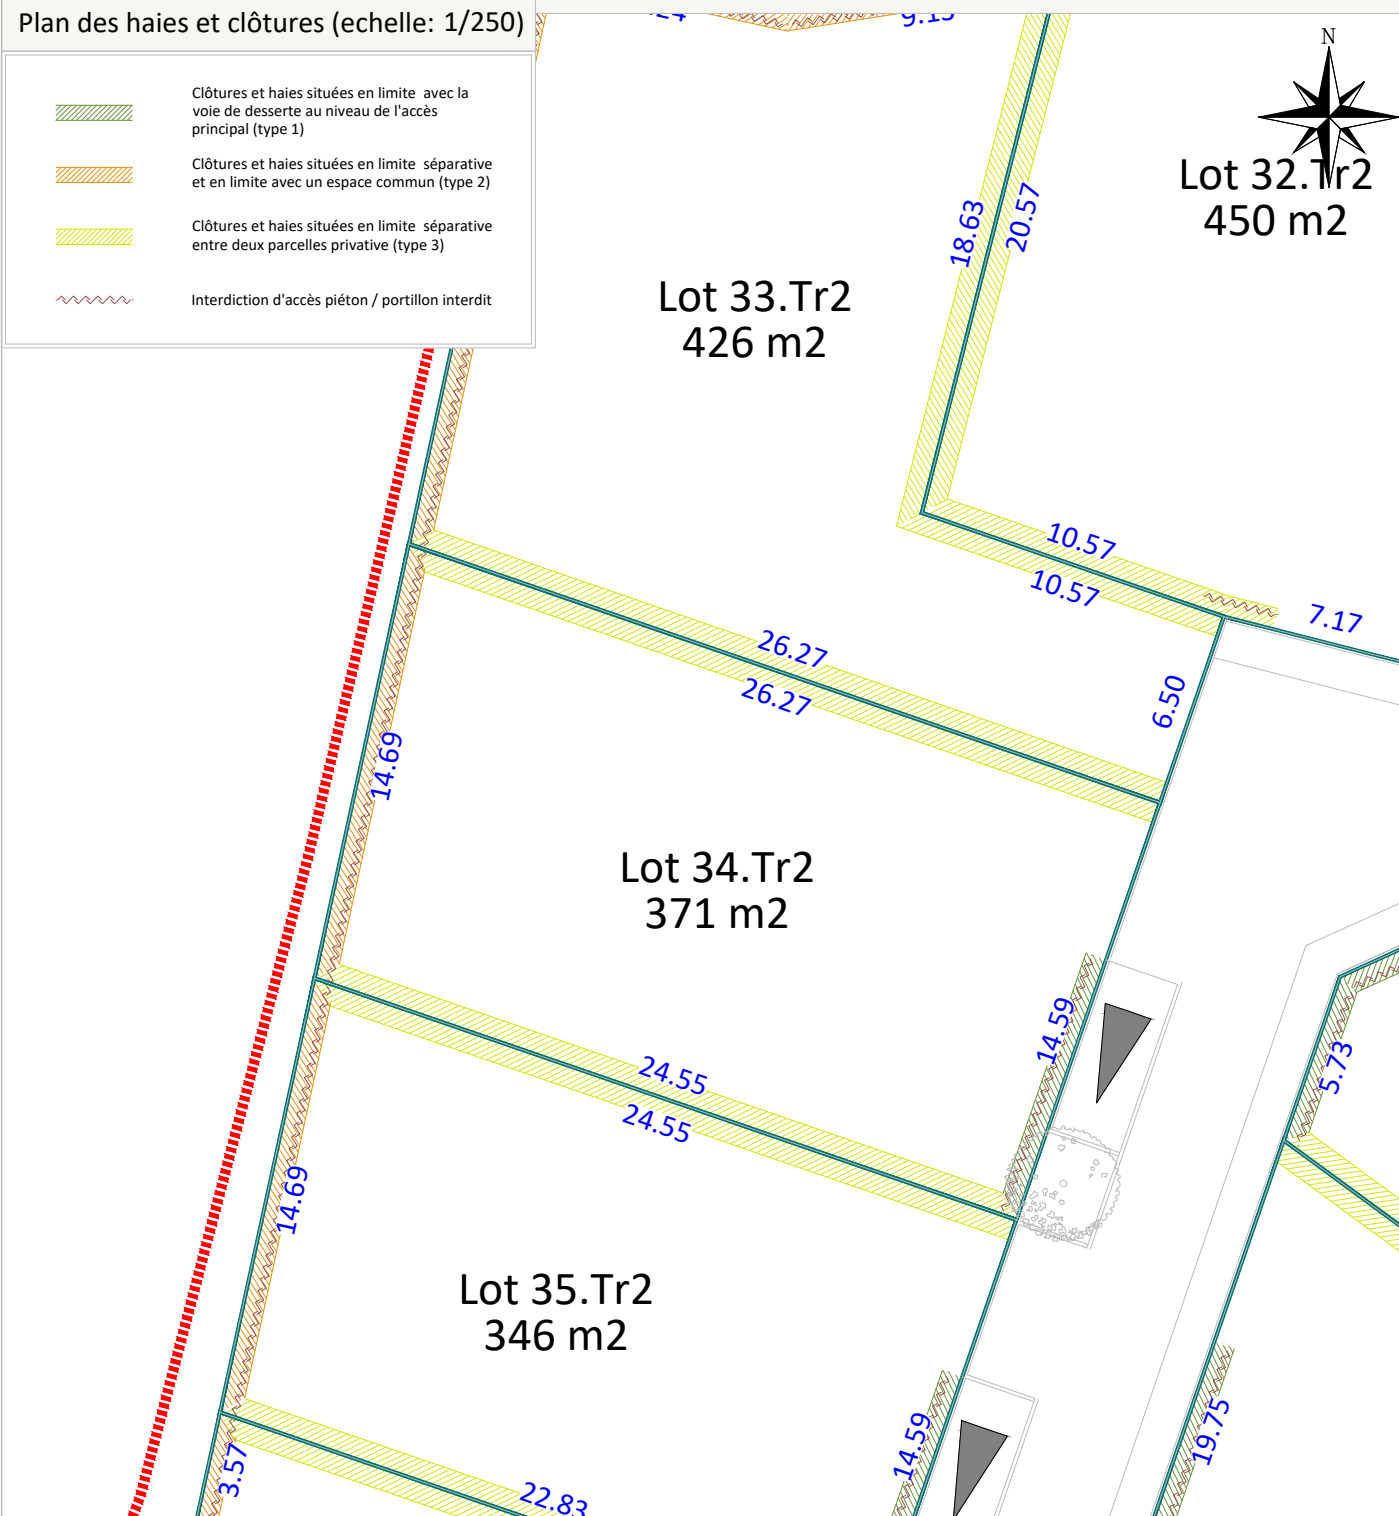 Plan des haies et clôtures (echelle: 1/250)
Clôtures et haies situées en limite avec la
voie de desserte au niveau de l'accès
principal (type 1)
Clôtures et haies situées en limite séparative
et en limite avec un espace commun (type 2)
Clôtures et haies situées en limite séparative
entre deux parcelles privative (type 3)
Interdiction d'accès piéton / portillon interdit
N
Lot 32.Tr2
450 m2
18.63
20.57
Lot 33.Tr2
426 m2
10.57
10.57
7.17
26.27
26.27
6.50
14.69
Lot 34.Tr2
371 m2
14.59
5.73
24.55
24.55
14.69
Lot 35.Tr2
346 m2
14.59
19.75
3.57
22.83